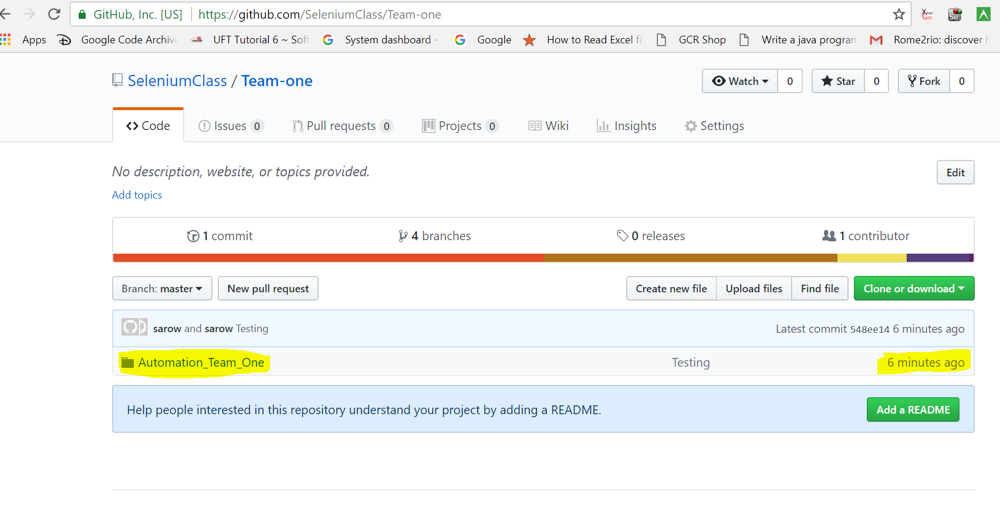 GitHub, Inc. [US] https://github.com/SeleniumClass/Team-one
Apps Google Code Archive UFT Tutorial 6 ~ Soft System dashboard - Google How to Read Excel fi GCR Shop Write a java program Rome2rio: discover h
SeleniumClass / Team-one
Watch 0 Star 0 Fork 0
Code Issues 0 Pull requests 0 Projects 0 Wiki Insights Settings
No description, website, or topics provided.
Edit
Add topics
1 commit 4 branches 0 releases 1 contributor
Branch: master New pull request Create new file Upload files Find file Clone or download
sarow and sarow Testing Latest commit 548ee14 6 minutes ago
Automation_Team_One Testing 6 minutes ago
Help people interested in this repository understand your project by adding a README. Add a README